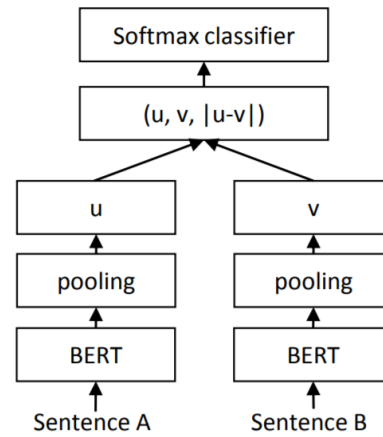 Softmax classifier
(u, v, |u-v|)
u v
pooling pooling
BERT BERT
Sentence A Sentence B